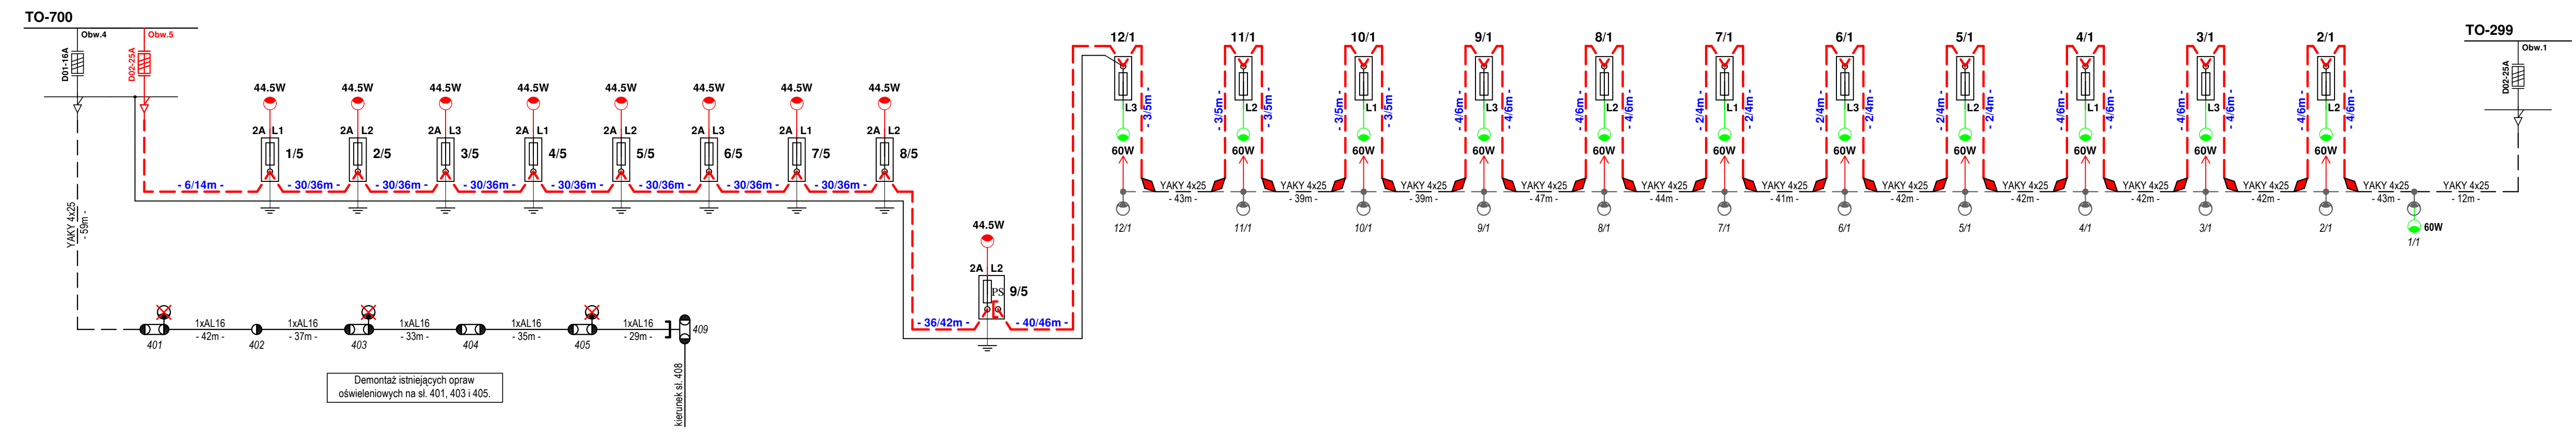 TO-700
Obw.4
Obw.5
D01-16A
D02-25A
44.5W 44.5W 44.5W 44.5W 44.5W 44.5W 44.5W 44.5W
2A L1 2A L2 2A L3 2A L1 2A L2 2A L3 2A L1 2A L2
1/5 2/5 3/5 4/5 5/5 6/5 7/5 8/5
- 6/14m - - 30/36m - - 30/36m - - 30/36m - - 30/36m - - 30/36m - - 30/36m - - 30/36m -
YAKY 4x25
- 59m -
44.5W
2A L2
PS
9/5
- 36/42m - - 40/46m -
1xAL16 1xAL16 1xAL16 1xAL16 1xAL16
- 42m - - 37m - - 33m - - 35m - - 29m -
401 402 403 404 405 409
kierunek sł. 408
Demontaż istniejących opraw
oświeleniowych na sł. 401, 403 i 405.
12/1 11/1 10/1 9/1 8/1 7/1 6/1 5/1 4/1 3/1 2/1
L3 L2 L1 L3 L2 L1 L3 L2 L1 L3 L2
- 3/5m - - 3/5m - - 3/5m - - 3/5m - - 3/5m - - 4/6m - - 4/6m - - 4/6m - - 4/6m - - 2/4m - - 2/4m - - 2/4m - - 2/4m - - 2/4m - - 2/4m - - 4/6m - - 4/6m - - 4/6m - - 4/6m - - 4/6m - - 4/6m -
60W 60W 60W 60W 60W 60W 60W 60W 60W 60W 60W
YAKY 4x25 YAKY 4x25 YAKY 4x25 YAKY 4x25 YAKY 4x25 YAKY 4x25 YAKY 4x25 YAKY 4x25 YAKY 4x25 YAKY 4x25 YAKY 4x25 YAKY 4x25
- 43m - - 39m - - 39m - - 47m - - 44m - - 41m - - 42m - - 42m - - 42m - - 42m - - 43m - - 12m -
12/1 11/1 10/1 9/1 8/1 7/1 6/1 5/1 4/1 3/1 2/1
60W
1/1
TO-299
Obw.1
D02-25A